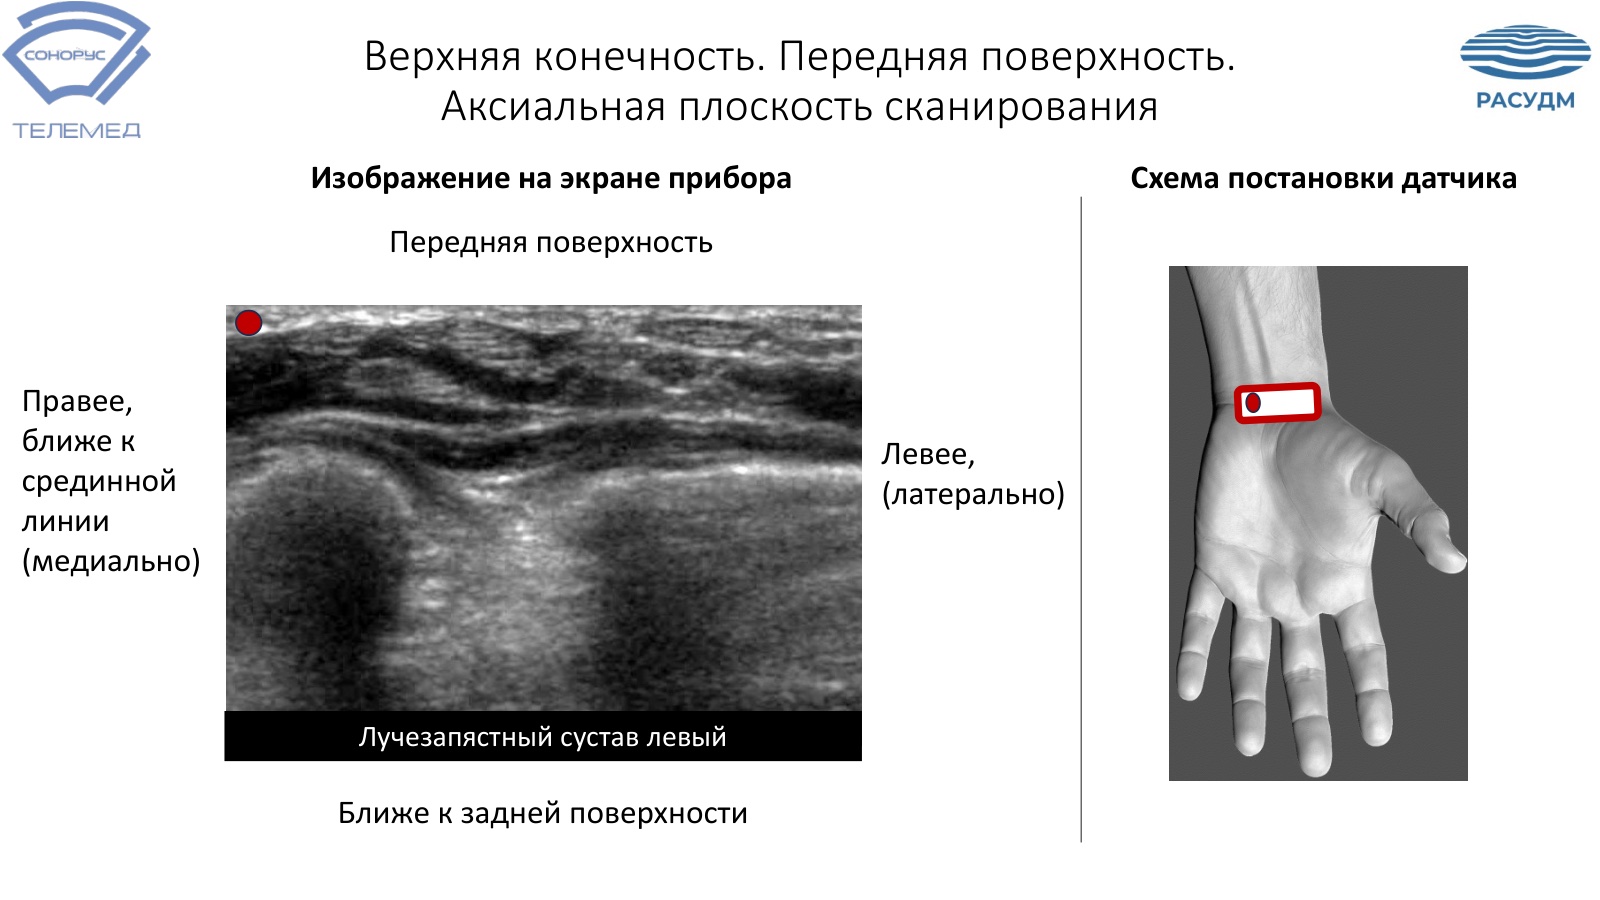 СОНОРУС
ТЕЛЕМЕД
Верхняя конечность. Передняя поверхность.
Аксиальная плоскость сканирования
РАСУДМ
Изображение на экране прибора
Схема постановки датчика
Передняя поверхность
Правее,
ближе к
срединной
линии
(медиально)
Левее,
(латерально)
Лучезапястный сустав левый
Ближе к задней поверхности